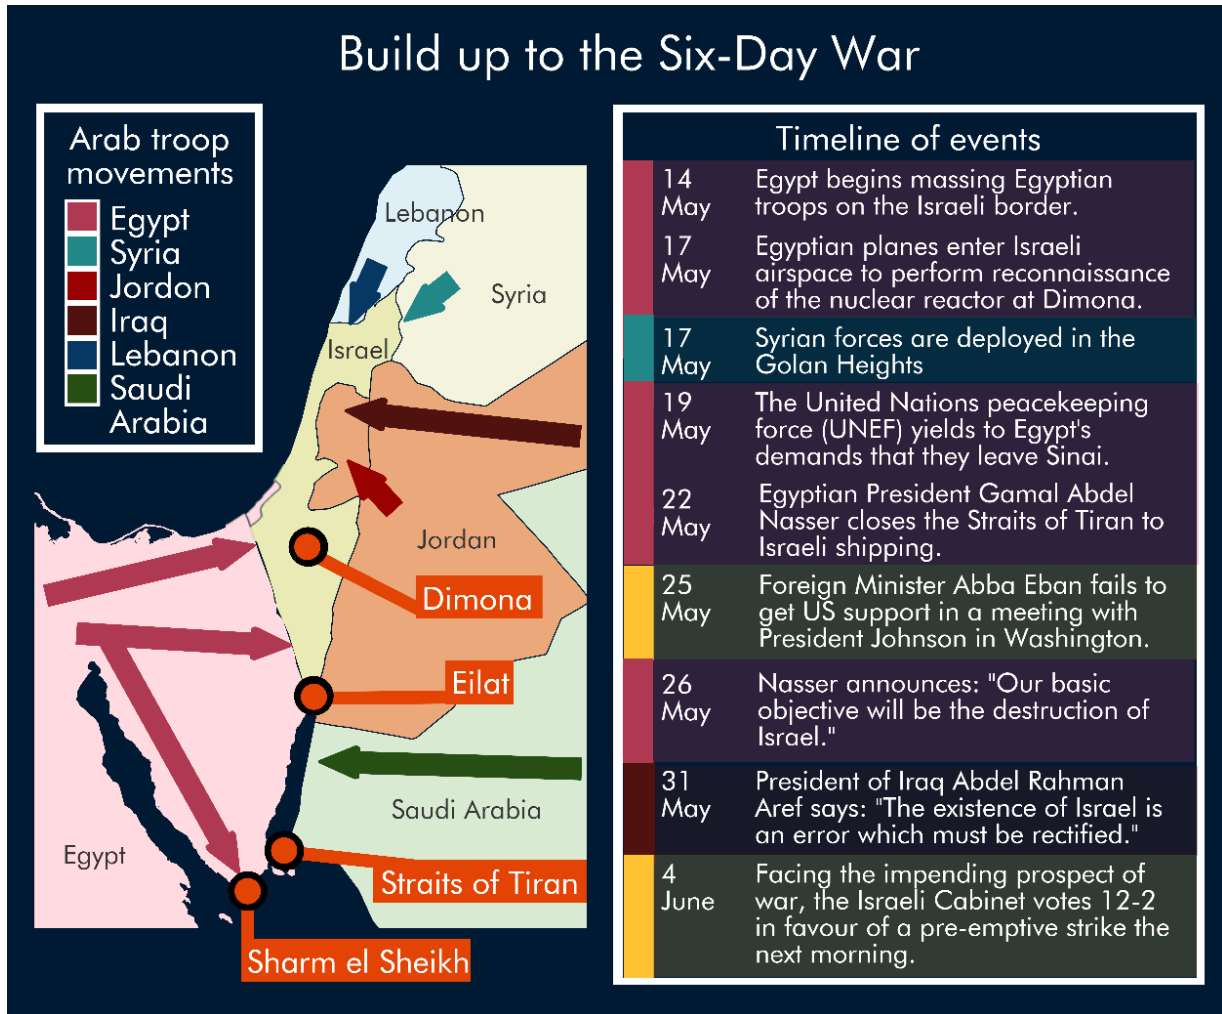 Build up to the Six-Day War
Arab troop
movements
Egypt
Syria
Jordon
Iraq
Lebanon
Saudi
Arabia
Lebanon
Syria
Israel
Jordan
Dimona
Eilat
Saudi Arabia
Egypt
Straits of Tiran
Sharm el Sheikh
Timeline of events
14 Egypt begins massing Egyptian
May troops on the Israeli border.
17 Egyptian planes enter Israeli
May airspace to perform reconnaissance
of the nuclear reactor at Dimona.
17 Syrian forces are deployed in the
May Golan Heights
19 The United Nations peacekeeping
May force (UNEF) yields to Egypt's
demands that they leave Sinai.
22 Egyptian President Gamal Abdel
May Nasser closes the Straits of Tiran to
Israeli shipping.
25 Foreign Minister Abba Eban fails to
May get US support in a meeting with
President Johnson in Washington.
26 Nasser announces: "Our basic
May objective will be the destruction of
Israel."
31 President of Iraq Abdel Rahman
May Aref says: "The existence of Israel is
an error which must be rectified."
4 Facing the impending prospect of
June war, the Israeli Cabinet votes 12-2
in favour of a pre-emptive strike the
next morning.